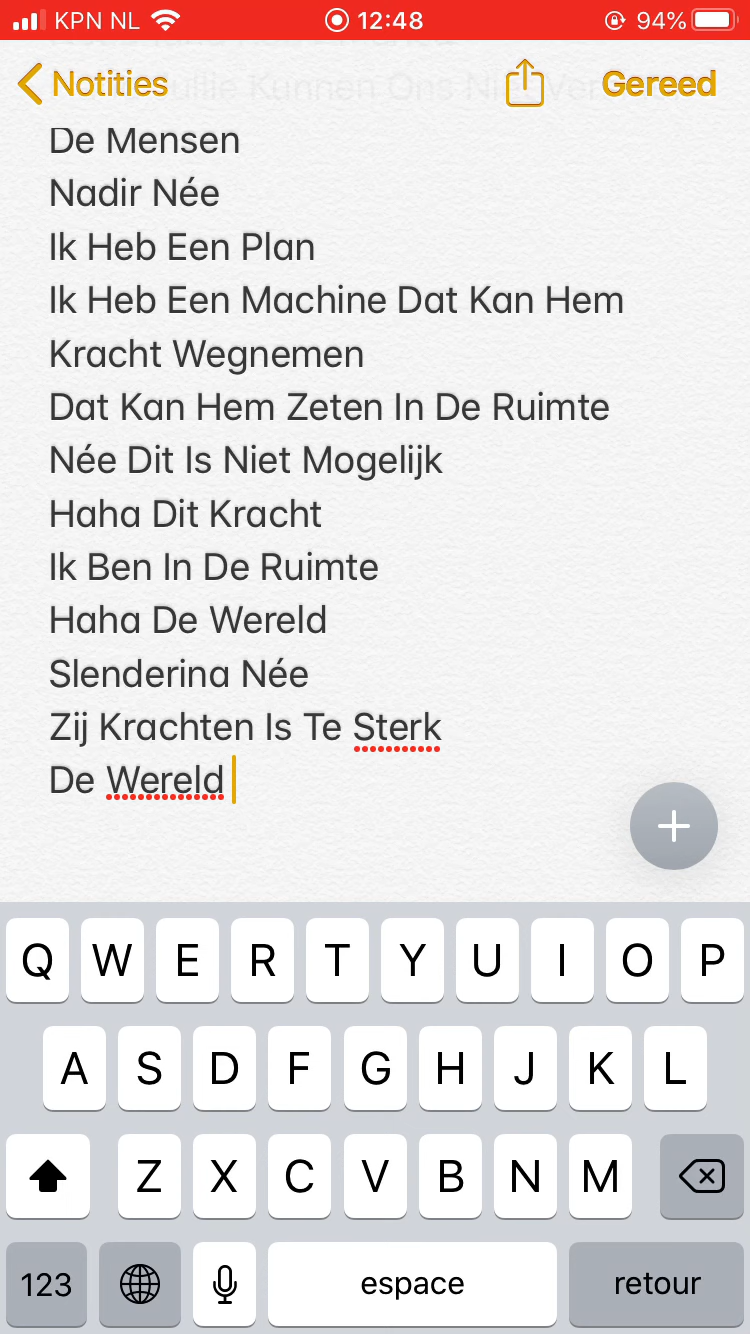 KPN NL 12:48 94%
Notities Gereed
De Mensen
Nadir Née
Ik Heb Een Plan
Ik Heb Een Machine Dat Kan Hem
Kracht Wegnemen
Dat Kan Hem Zeten In De Ruimte
Née Dit Is Niet Mogelijk
Haha Dit Kracht
Ik Ben In De Ruimte
Haha De Wereld
Slenderina Née
Zij Krachten Is Te Sterk
De Wereld
Q W E R T Y U I O P
A S D F G H J K L
Z X C V B N M
123 espace retour